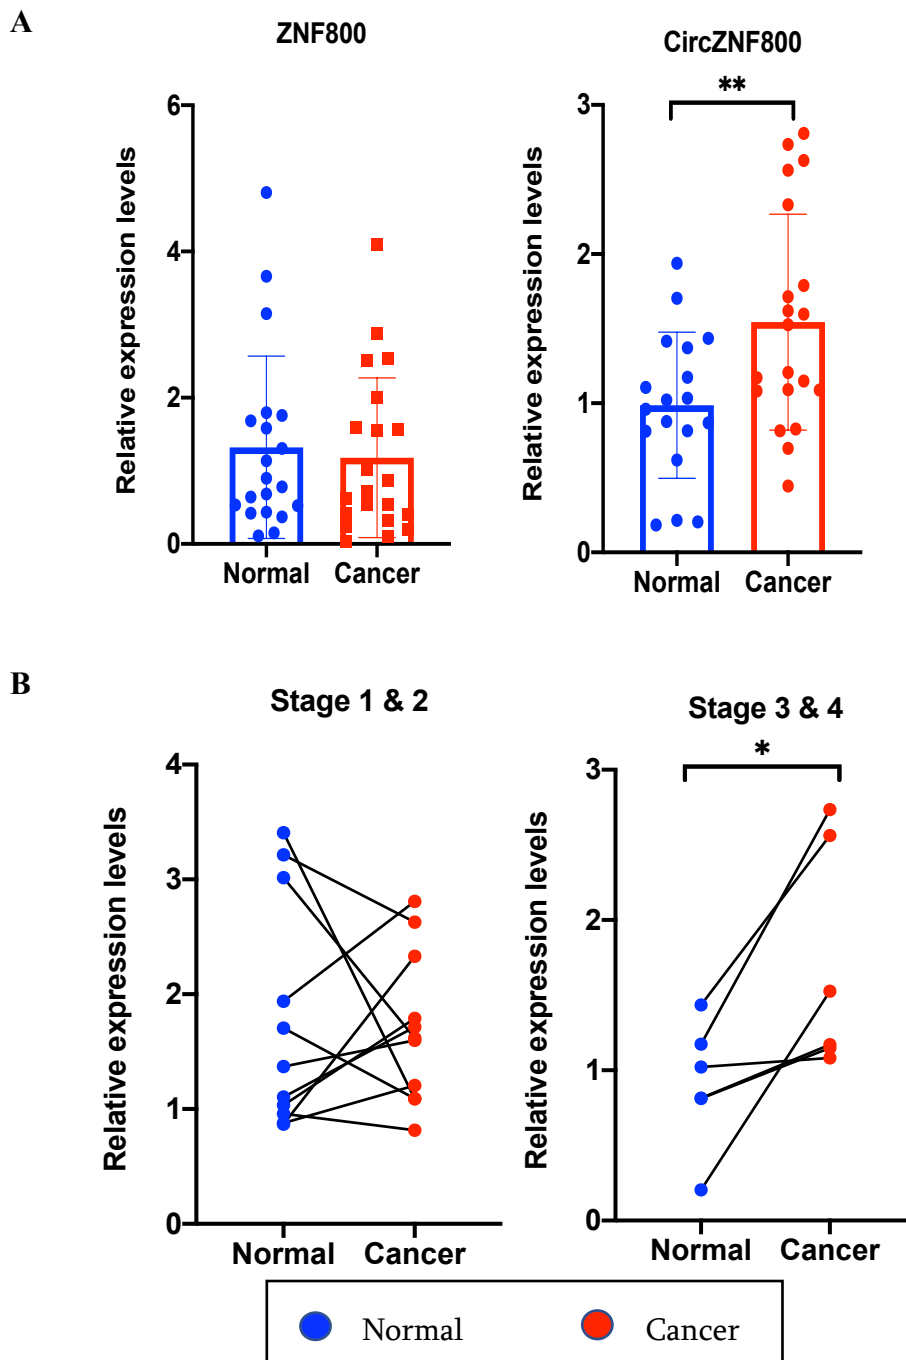 A
ZNF800
CircZNF800
**
Relative expression levels
6
4
2
0
Normal Cancer
Relative expression levels
3
2
1
0
Normal Cancer
B
Stage 1 & 2
Stage 3 & 4
*
Relative expression levels
4
3
2
1
0
Normal Cancer
Relative expression levels
3
2
1
0
Normal Cancer
Normal Cancer